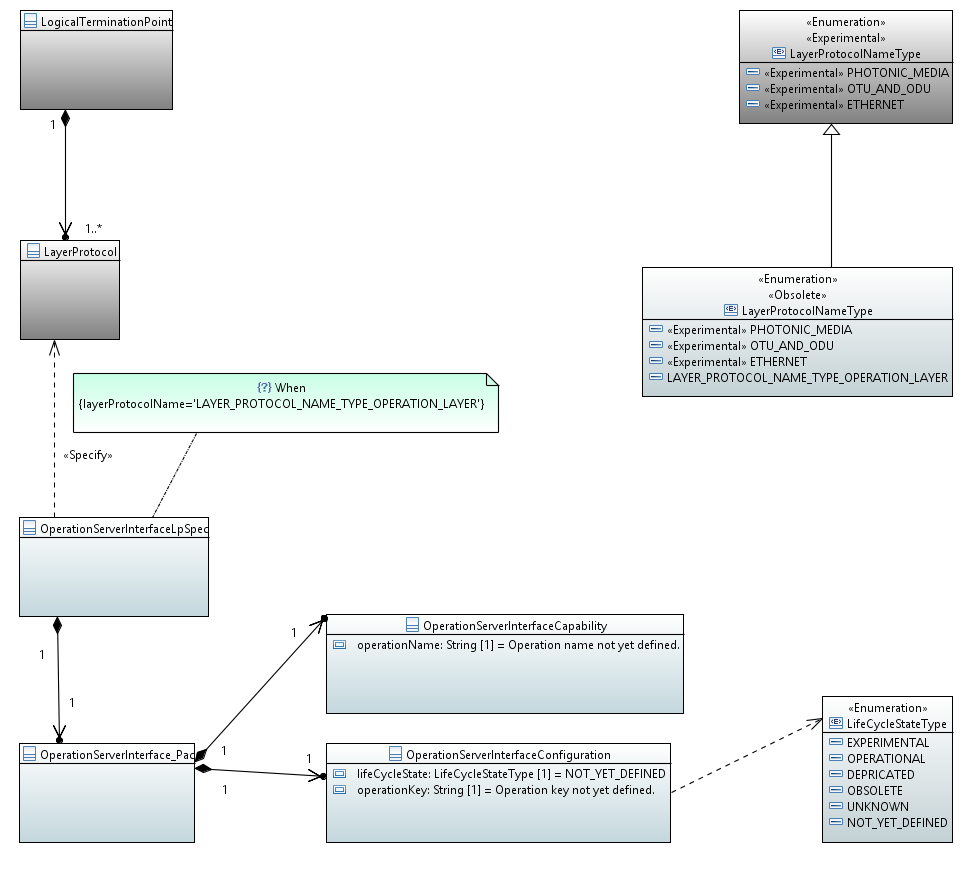 LogicalTerminationPoint
«Enumeration»
«Experimental»
LayerProtocolNameType
«Experimental» PHOTONIC_MEDIA
«Experimental» OTU_AND_ODU
«Experimental» ETHERNET
1
1..*
LayerProtocol
«Enumeration»
«Obsolete»
LayerProtocolNameType
«Experimental» PHOTONIC_MEDIA
«Experimental» OTU_AND_ODU
«Experimental» ETHERNET
LAYER_PROTOCOL_NAME_TYPE_OPERATION_LAYER
{?} When
{layerProtocolName='LAYER_PROTOCOL_NAME_TYPE_OPERATION_LAYER'}
«Specify»
OperationServerInterfaceLpSpec
1
1
OperationServerInterface_Pac
1
1
OperationServerInterfaceCapability
operationName: String [1] = Operation name not yet defined.
1
1
OperationServerInterfaceConfiguration
lifeCycleState: LifeCycleStateType [1] = NOT_YET_DEFINED
operationKey: String [1] = Operation key not yet defined.
«Enumeration»
LifeCycleStateType
EXPERIMENTAL
OPERATIONAL
DEPRICATED
OBSOLETE
UNKNOWN
NOT_YET_DEFINED